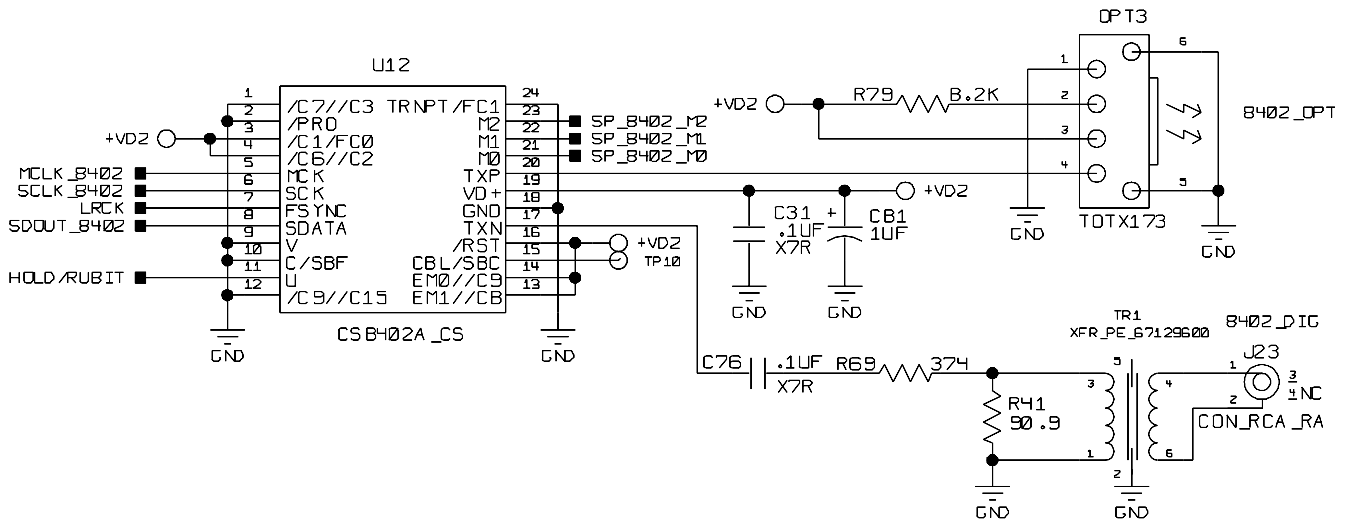 OPT3
U12
1 24
/C7//C3 TRNPT/FC1
2 23
/PRO M2 SP_8402_M2
+VD2 3 22
/C1/FC0 M1 SP_8402_M1
4 21
/C6//C2 M0 SP_8402_M0
MCLK_8402 5 20
MCK TXP
SCLK_8402 6 19
SCK VD+ +VD2
LRCK 7 18
FSYNC GND
SDOUT_8402 8 17
SDATA TXN
9 16
V /RST +VD2
10 15
C/SBF CBL/SBC TP10
HOLD/RUBIT 11 14
U EM0//C9
12 13
/C9//C15 EM1//C8
GND CS8402A_CS GND
+VD2 R79 8.2K
1 6
2
3
4 5
8402_OPT
TOTX173
GND GND
C31 + C81
.1UF 1UF
X7R
GND GND
C76 .1UF R69 374
X7R
R41
90.9
GND
TR1
XFR_PE_67129600
5
3 4
1 6
2
GND
8402_DIG
J23
1 3
2 4 NC
CON_RCA_RA